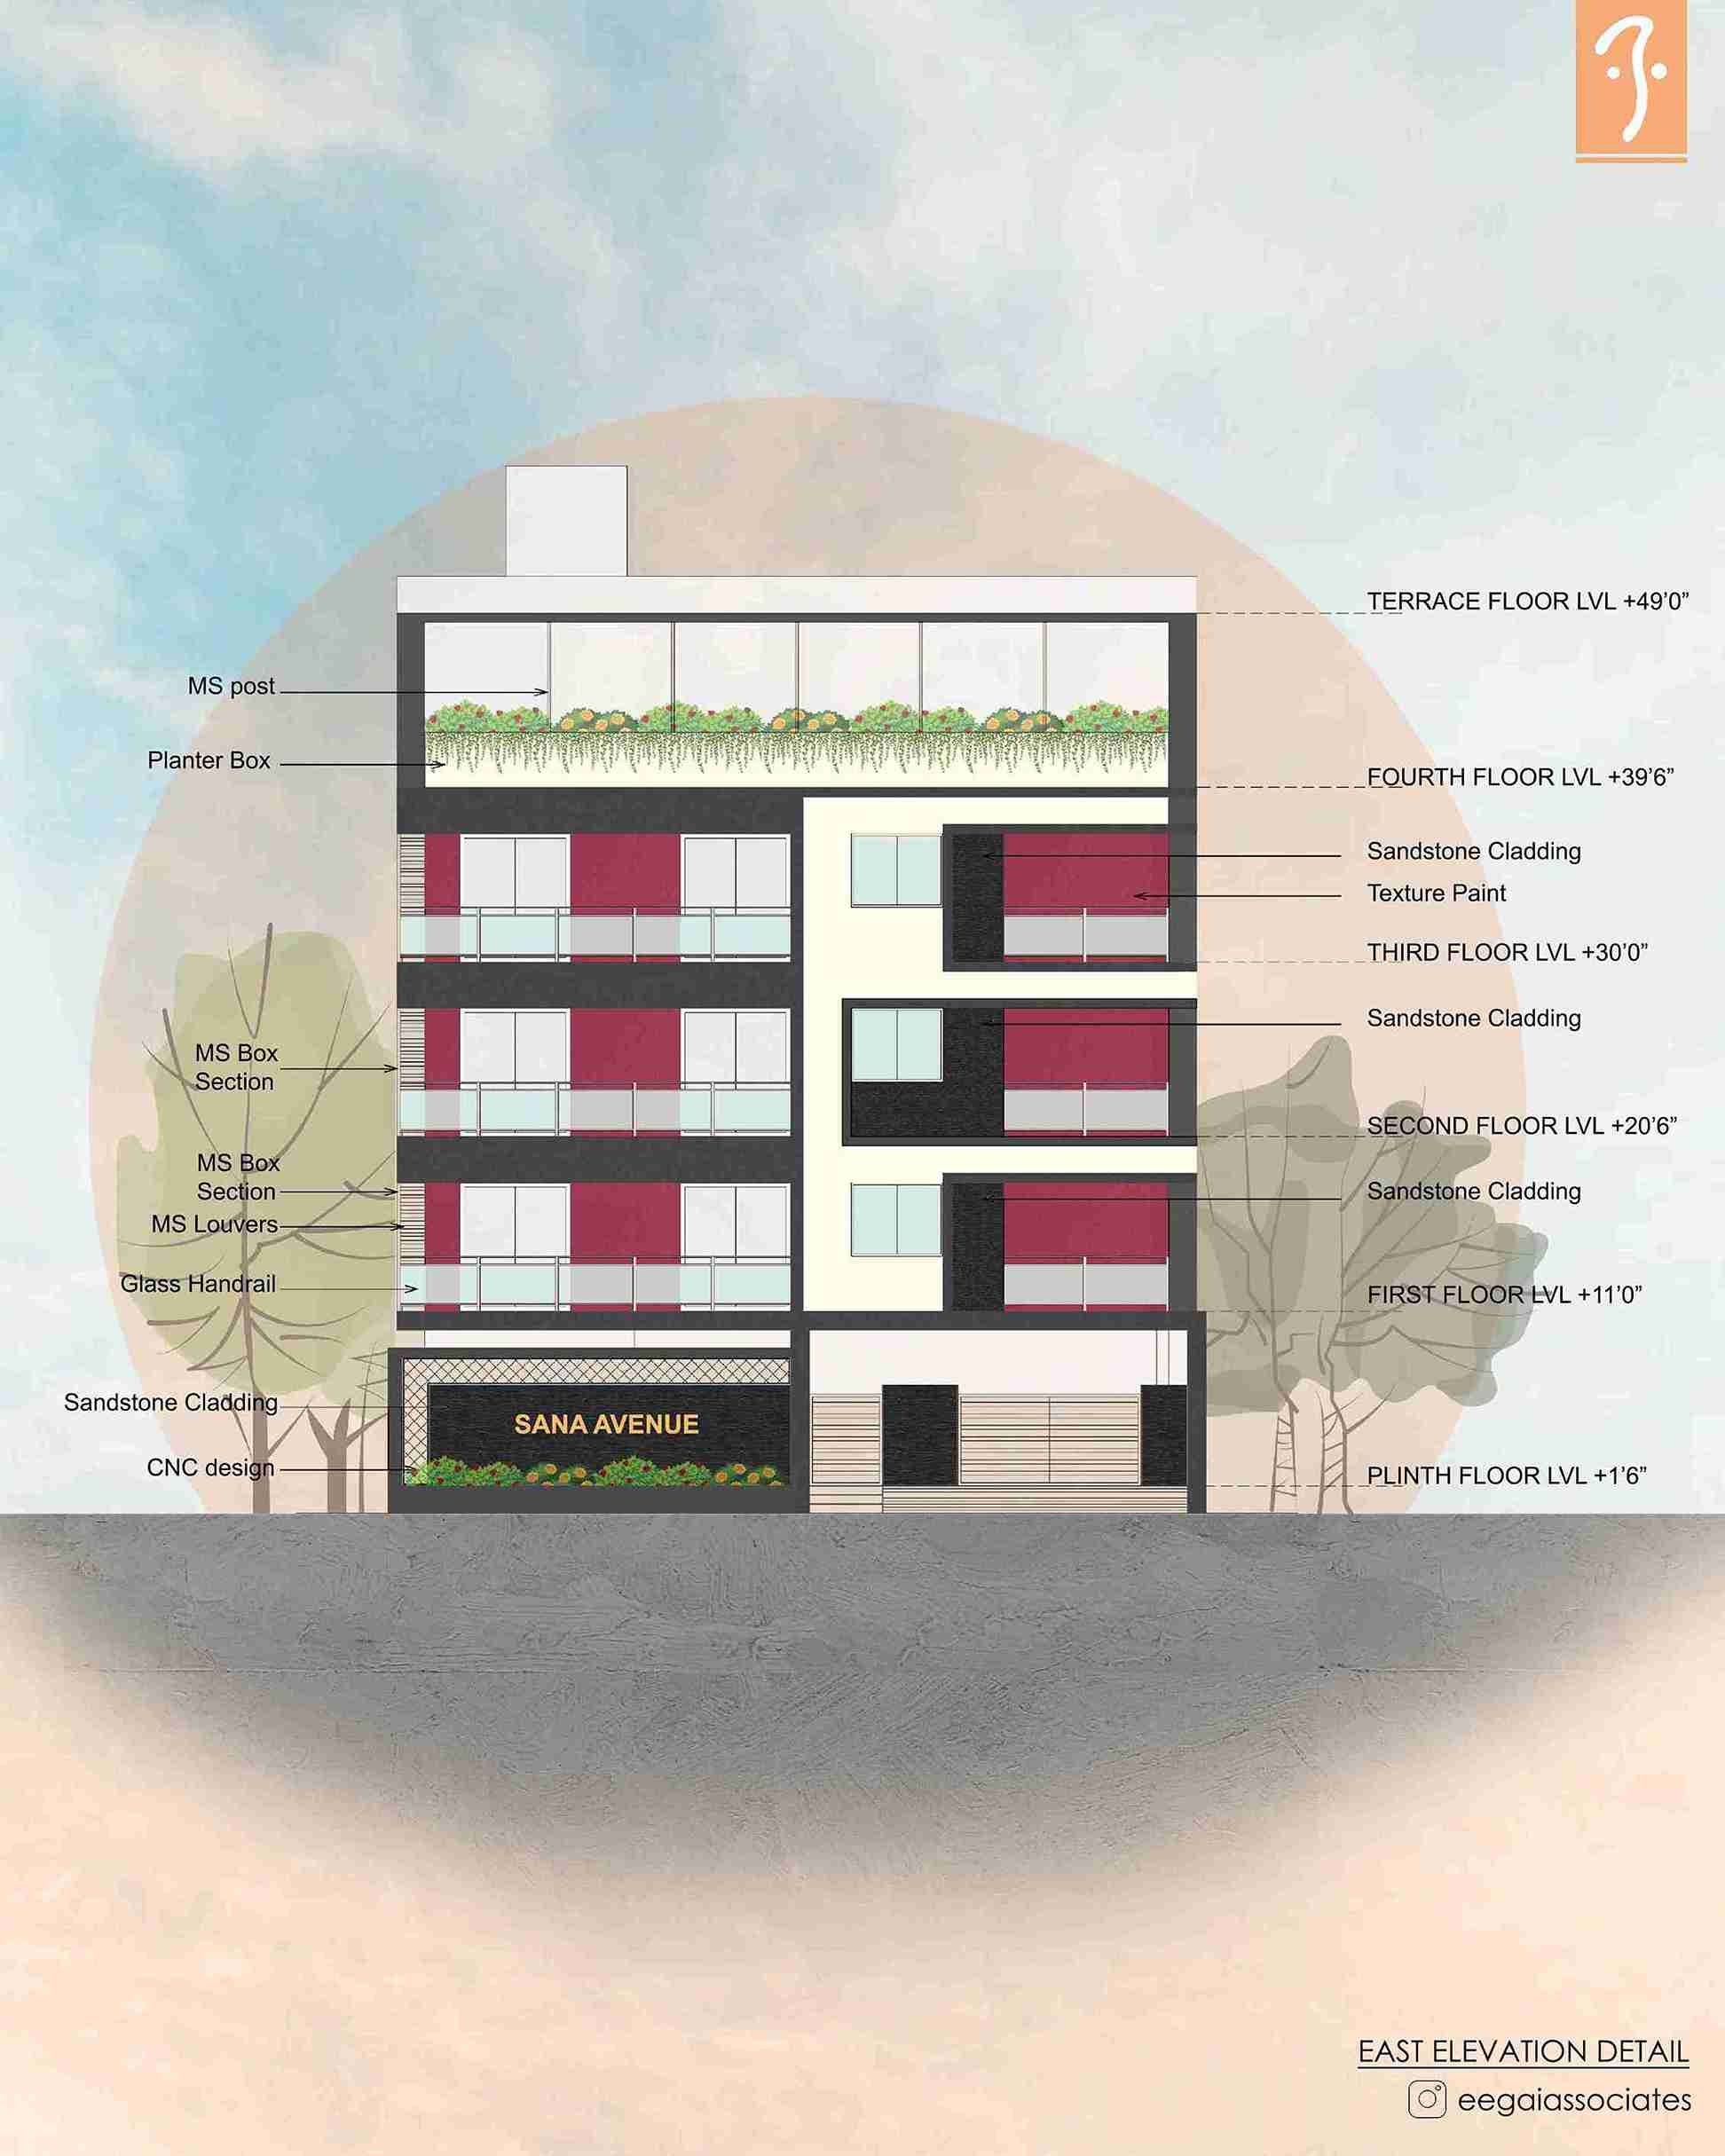 TERRACE FLOOR LVL +49'0"
MS post
Planter Box
FOURTH FLOOR LVL +39'6"
Sandstone Cladding
Texture Paint
THIRD FLOOR LVL +30'0"
Sandstone Cladding
MS Box
Section
SECOND FLOOR LVL +20'6"
MS Box
Section
Sandstone Cladding
MS Louvers
Glass Handrail
FIRST FLOOR LVL +11'0"
Sandstone Cladding
SANA AVENUE
CNC design
PLINTH FLOOR LVL +1'6"
EAST ELEVATION DETAIL
eegaiassociates